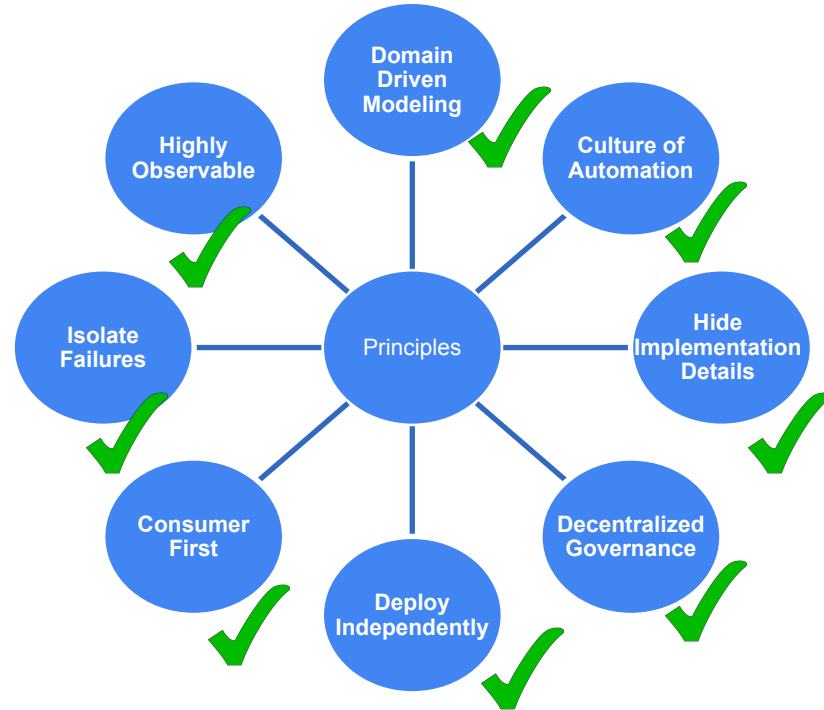 Domain
Driven
Modeling
Culture of
Automation
Hide
Implementation
Details
Decentralized
Governance
Deploy
Independently
Consumer
First
Isolate
Failures
Highly
Observable
Principles